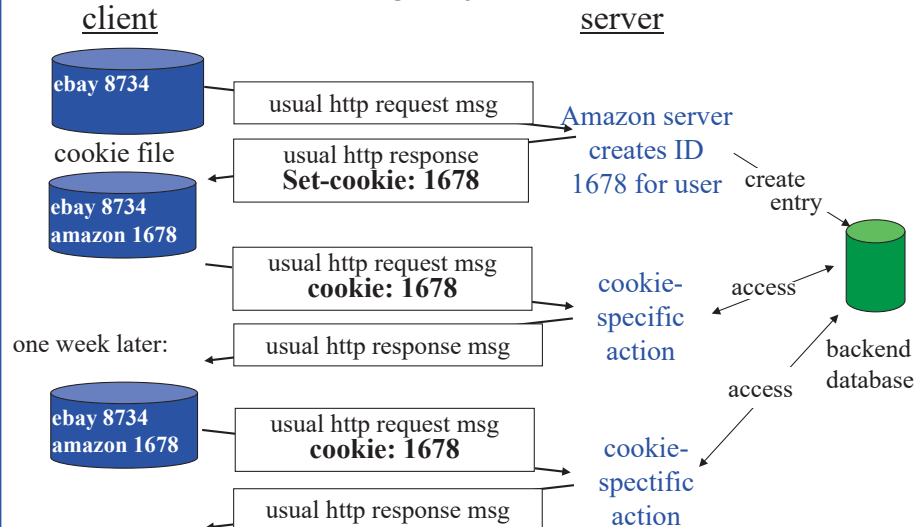 client
server
ebay 8734
usual http request msg
Amazon server
creates ID
1678 for user
cookie file
usual http response
Set-cookie: 1678
create
entry
ebay 8734
amazon 1678
usual http request msg
cookie: 1678
cookie-
specific
action
access
usual http response msg
one week later:
backend
database
access
ebay 8734
amazon 1678
usual http request msg
cookie: 1678
cookie-
spectific
action
usual http response msg